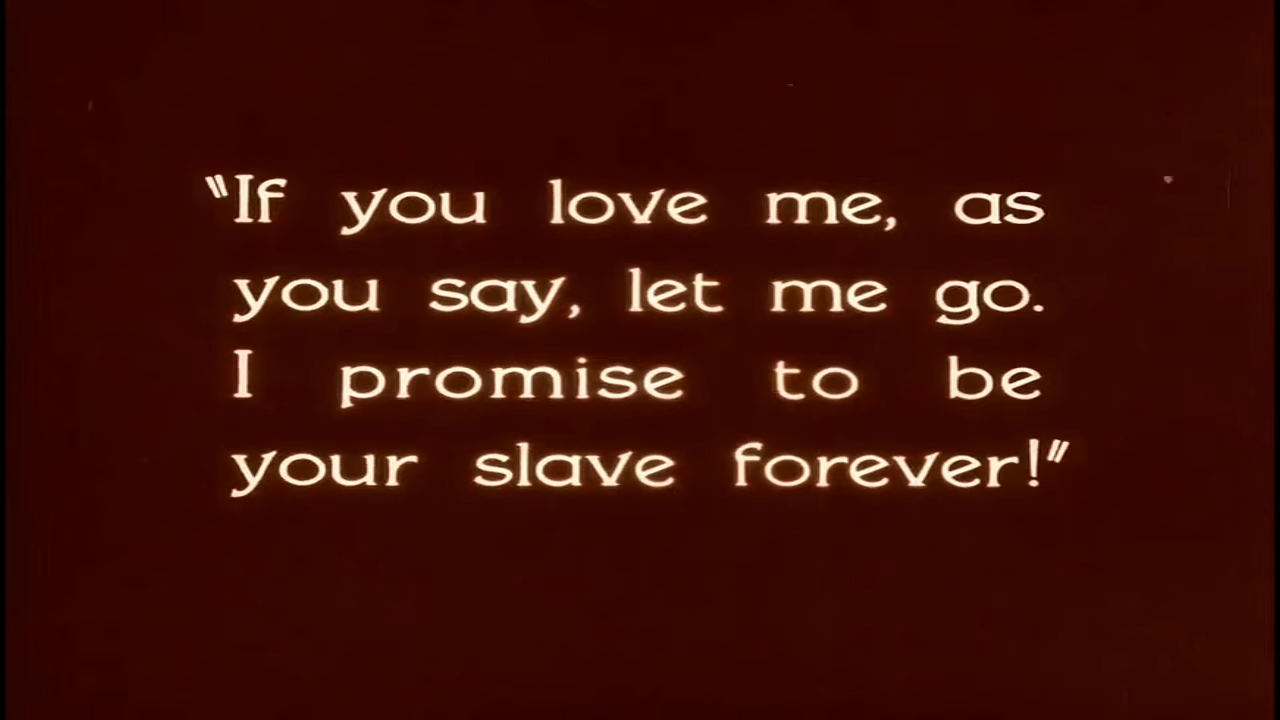 “If you love me, as
you say, let me go.
I promise to be
your slave forever!”